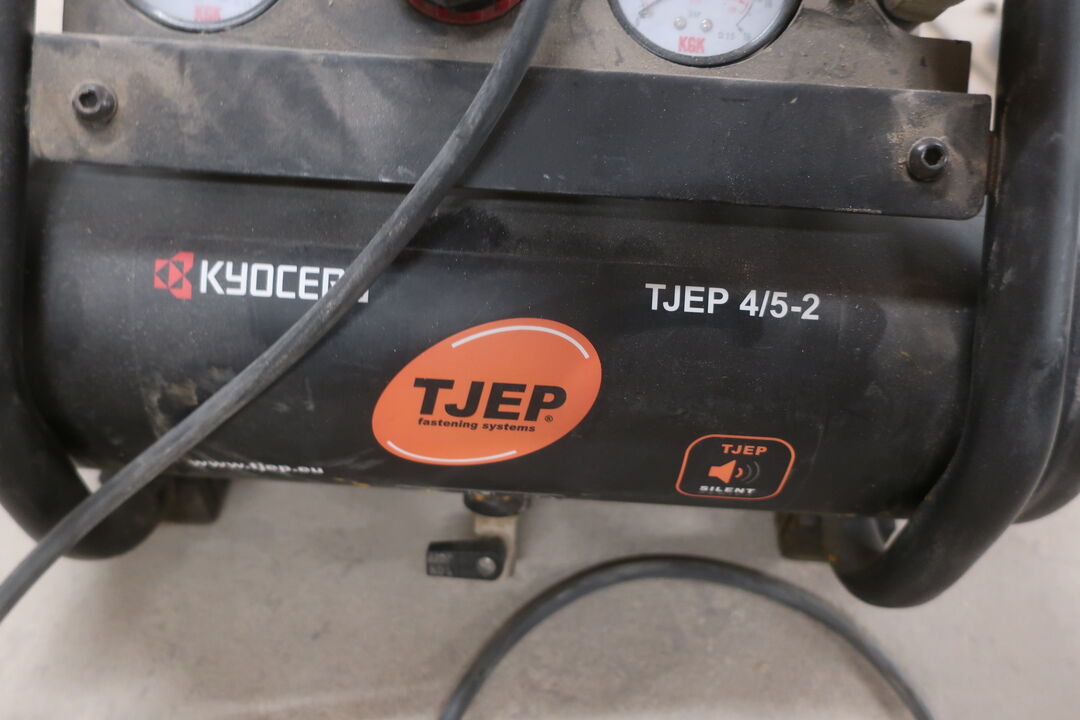 KGK
KGK
KYOCERA
TJEP 4/5-2
TJEP®
fastening systems
www.tjep.eu
TJEP
SILENT